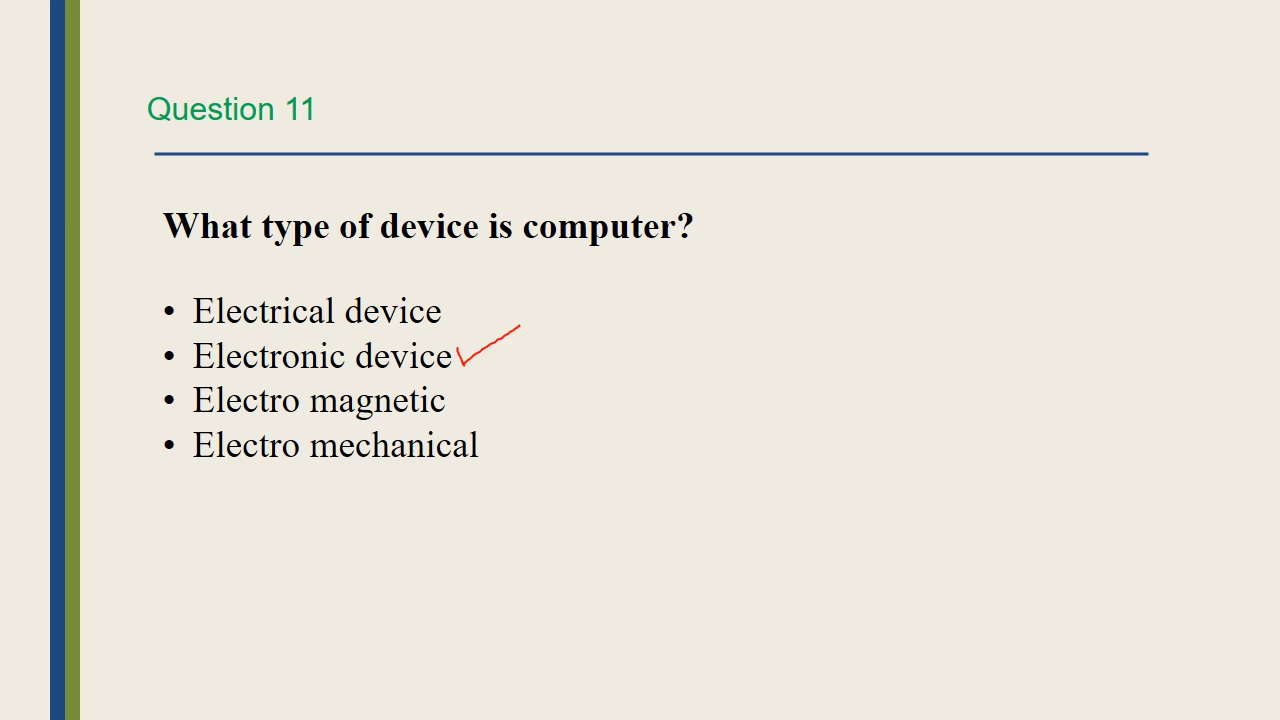 Question 11
What type of device is computer?
• Electrical device
• Electronic device
• Electro magnetic
• Electro mechanical